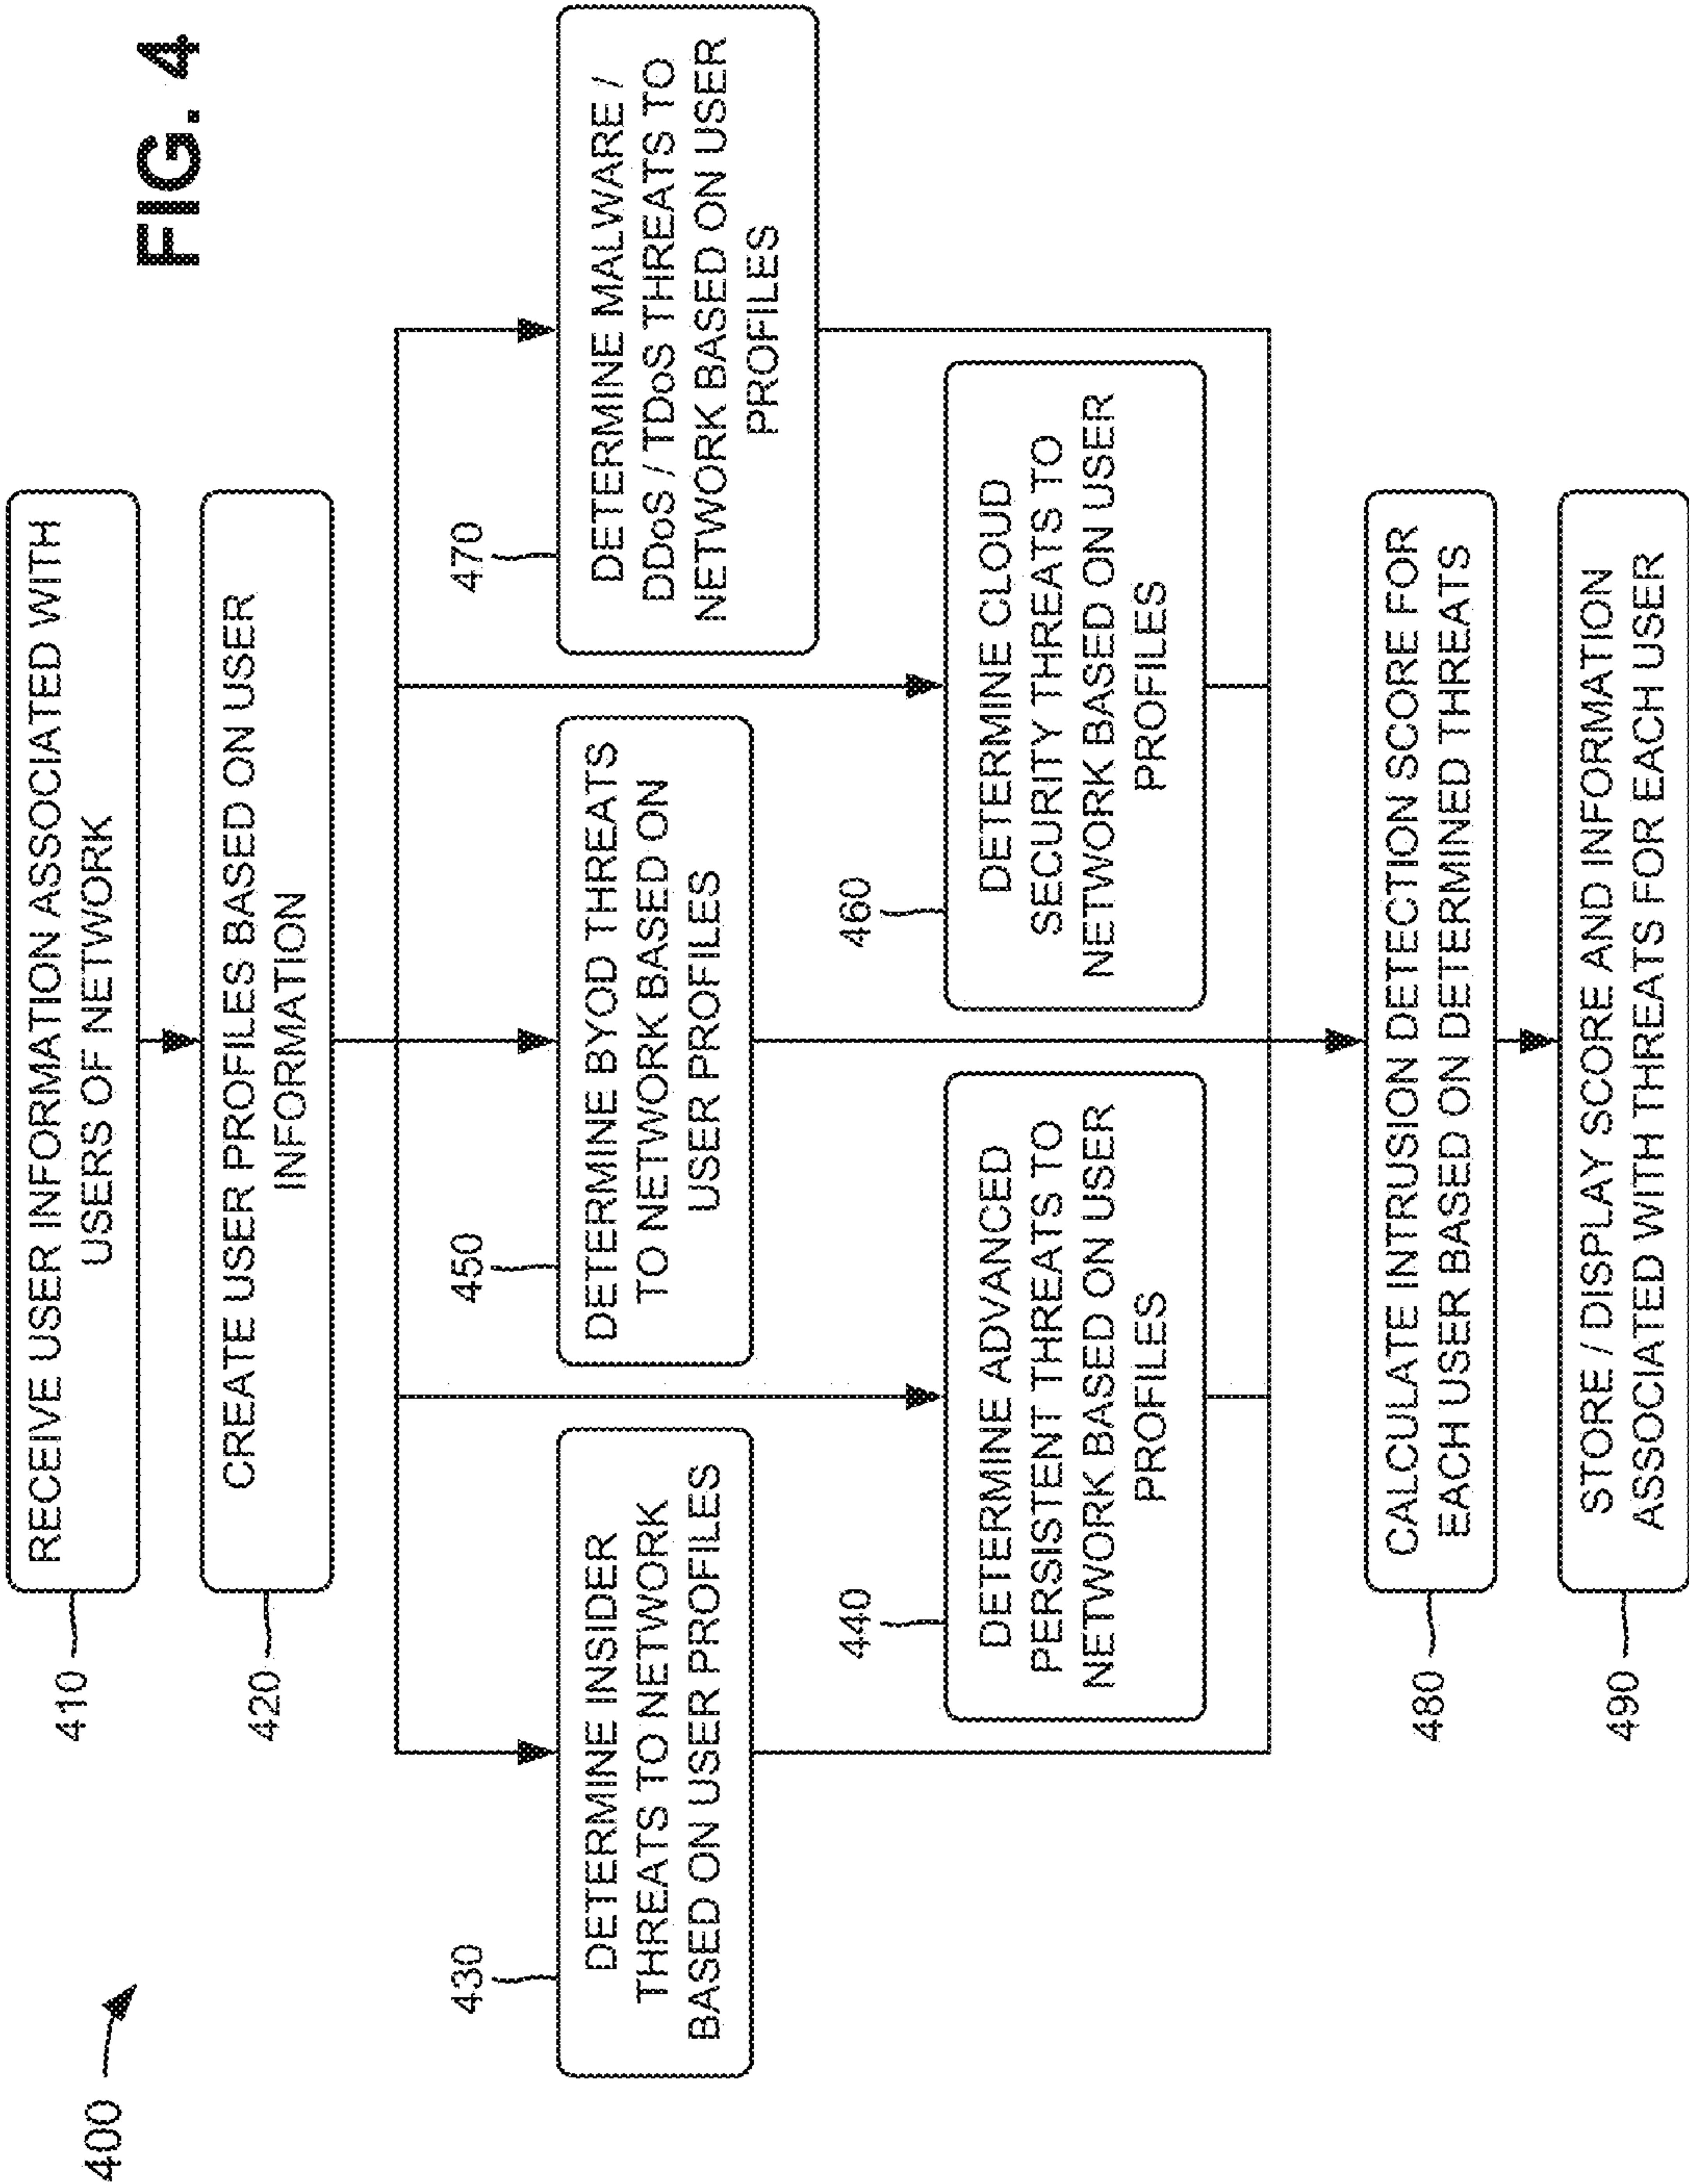 400
FIG. 4
410
RECEIVE USER INFORMATION ASSOCIATED WITH
USERS OF NETWORK
420
CREATE USER PROFILES BASED ON USER
INFORMATION
430
DETERMINE INSIDER
THREATS TO NETWORK
BASED ON USER PROFILES
440
DETERMINE ADVANCED
PERSISTENT THREATS TO
NETWORK BASED ON USER
PROFILES
450
DETERMINE BYOD THREATS
TO NETWORK BASED ON
USER PROFILES
460
DETERMINE CLOUD
SECURITY THREATS TO
NETWORK BASED ON USER
PROFILES
470
DETERMINE MALWARE /
DDoS / TDoS THREATS TO
NETWORK BASED ON USER
PROFILES
480
CALCULATE INTRUSION DETECTION SCORE FOR
EACH USER BASED ON DETERMINED THREATS
490
STORE / DISPLAY SCORE AND INFORMATION
ASSOCIATED WITH THREATS FOR EACH USER